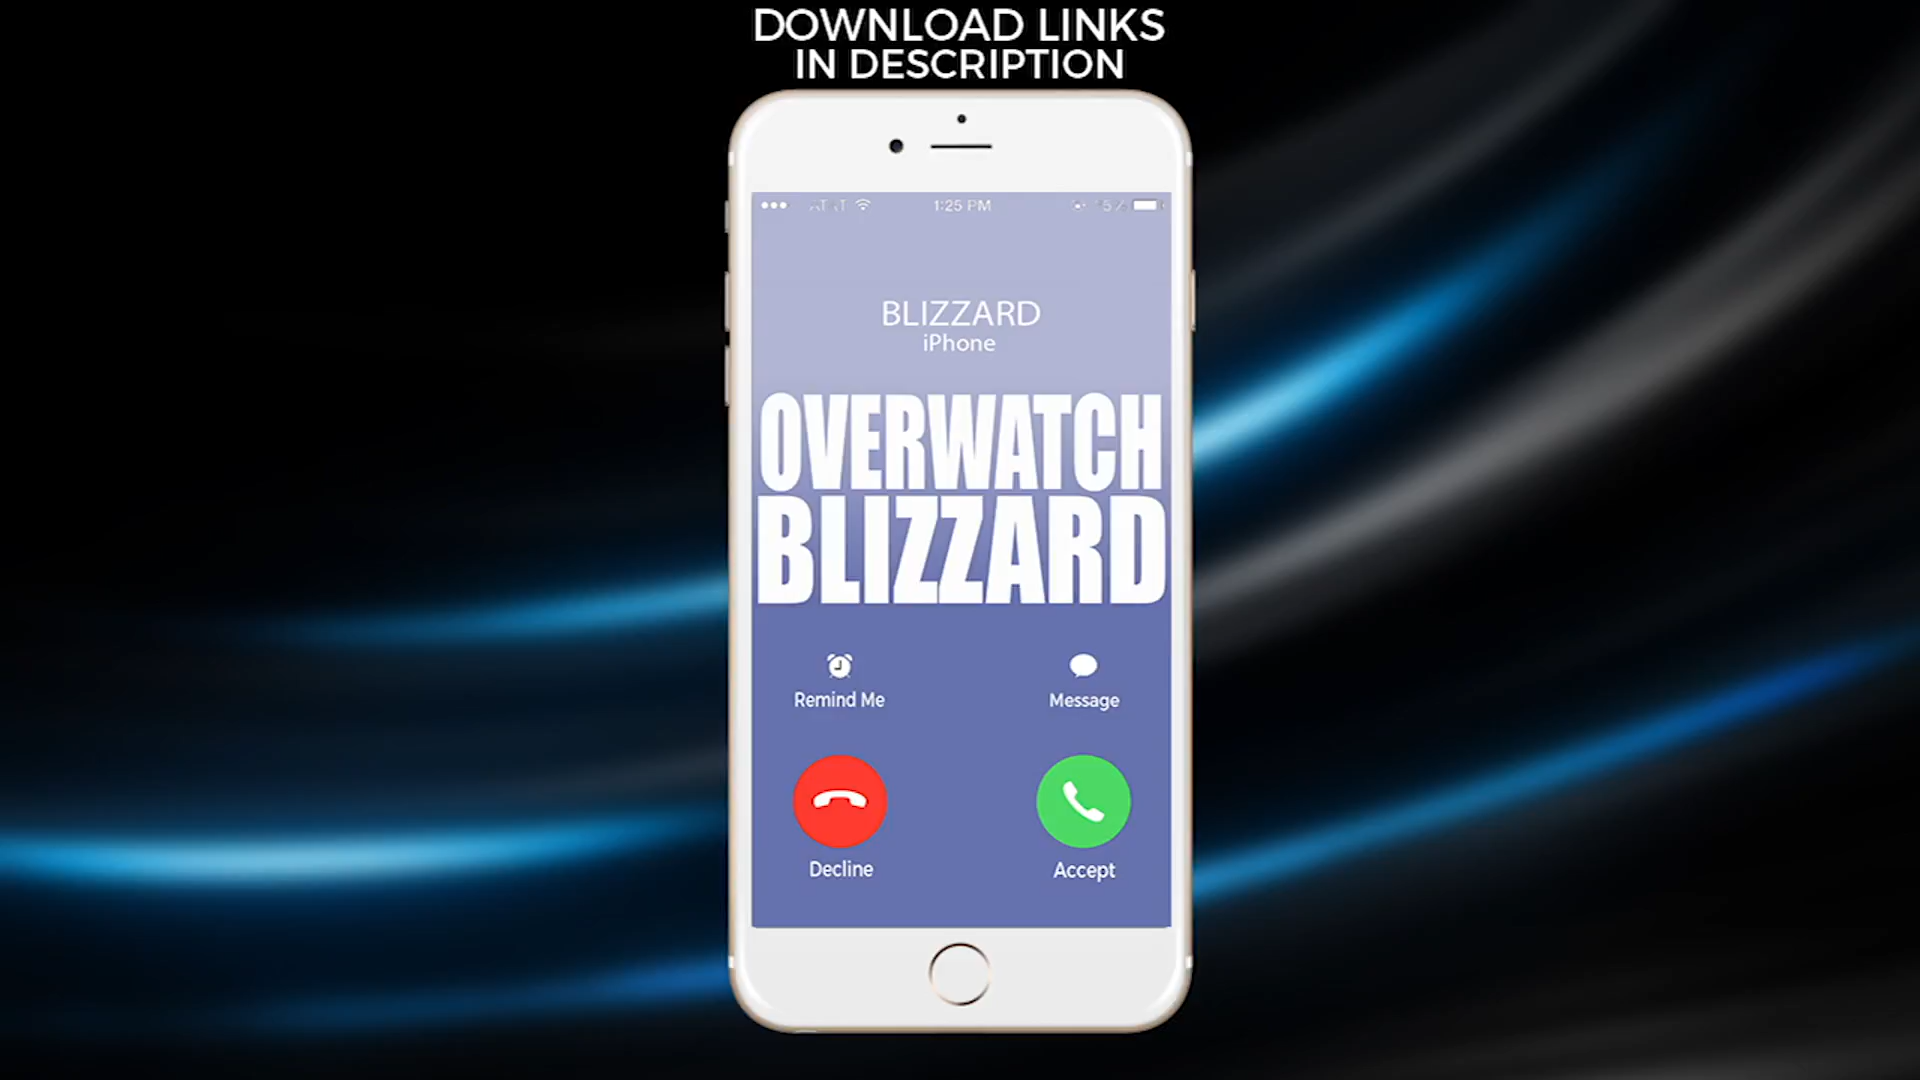 DOWNLOAD LINKS
IN DESCRIPTION
1:25 PM
BLIZZARD
iPhone
OVERWATCH
BLIZZARD
Remind Me
Message
Decline
Accept